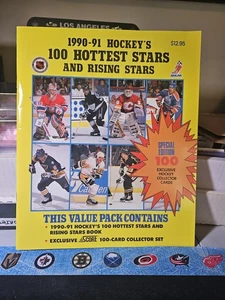 LOS ANGELES
1990-91 HOCKEY'S
$12.95
100 HOTTEST STARS
AND RISING STARS
SPECIAL
EDITION
100
EXCLUSIVE
HOCKEY
COLLECTOR
CARDS
THIS VALUE PACK CONTAINS
• 1990-91 HOCKEY'S 100 HOTTEST STARS AND
RISING STARS BOOK
• EXCLUSIVE SCORE 100-CARD COLLECTOR SET